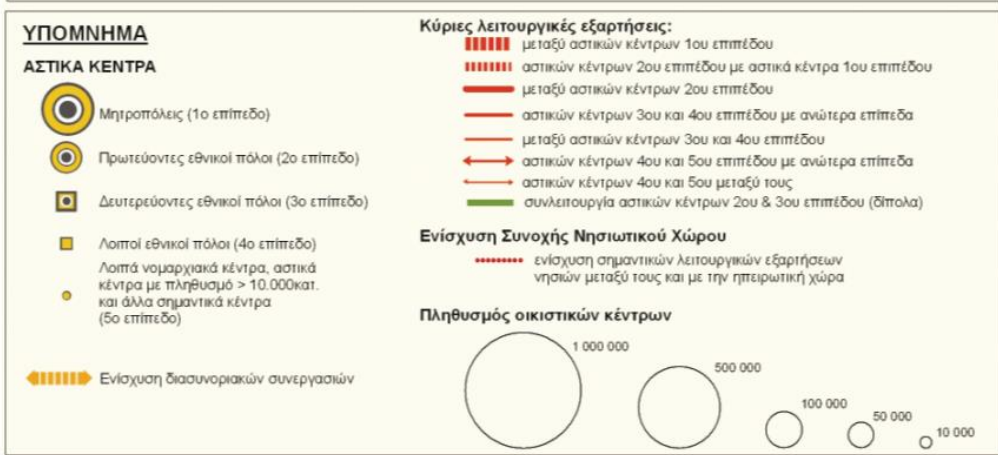 ΥΠΟΜΝΗΜΑ
ΑΣΤΙΚΑ ΚΕΝΤΡΑ
Μητροπόλεις (1ο επίπεδο)
Πρωτεύοντες εθνικοί πόλοι (2ο επίπεδο)
Δευτερεύοντες εθνικοί πόλοι (3ο επίπεδο)
Λοιποί εθνικοί πόλοι (4ο επίπεδο)
Λοιπά νομαρχιακά κέντρα, αστικά
κέντρα με πληθυσμό > 10.000κατ.
και άλλα σημαντικά κέντρα
(5ο επίπεδο)
Ενίσχυση διασυνοριακών συνεργασιών
Κύριες λειτουργικές εξαρτήσεις:
μεταξύ αστικών κέντρων 1ου επιπέδου
αστικών κέντρων 2ου επιπέδου με αστικά κέντρα 1ου επιπέδου
μεταξύ αστικών κέντρων 2ου επιπέδου
αστικών κέντρων 3ου και 4ου επιπέδου με ανώτερα επίπεδα
μεταξύ αστικών κέντρων 3ου και 4ου επιπέδου
αστικών κέντρων 4ου και 5ου επιπέδου με ανώτερα επίπεδα
αστικών κέντρων 4ου και 5ου μεταξύ τους
συνλειτουργία αστικών κέντρων 2ου & 3ου επιπέδου (δίπολα)
Ενίσχυση Συνοχής Νησιωτικού Χώρου
ενίσχυση σημαντικών λειτουργικών εξαρτήσεων
νησιών μεταξύ τους και με την ηπειρωτική χώρα
Πληθυσμός οικιστικών κέντρων
1 000 000
500 000
100 000
50 000
10 000